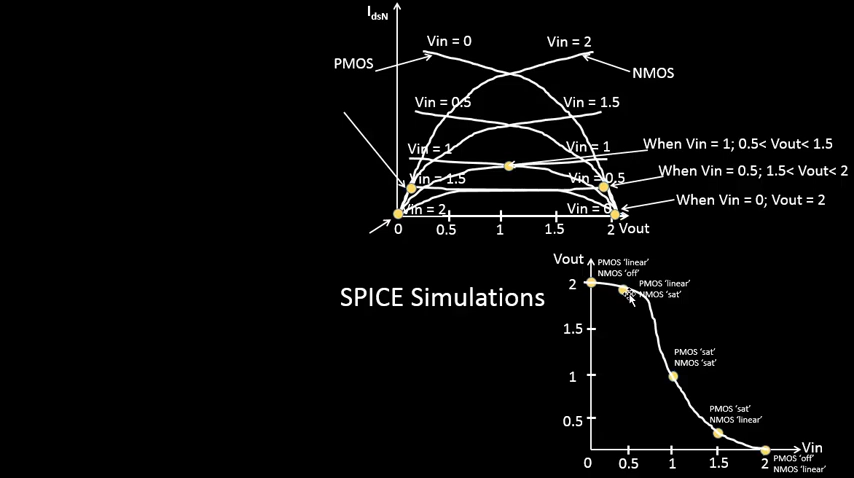 IdsN
Vin = 0
Vin = 2
PMOS
NMOS
Vin = 0.5
Vin = 1.5
Vin = 1
Vin = 1
When Vin = 1; 0.5< Vout< 1.5
Vin = 1.5
Vin = 0.5
When Vin = 0.5; 1.5< Vout< 2
Vin = 2
Vin = 0
When Vin = 0; Vout = 2
0 0.5 1 1.5 2 Vout
Vout
PMOS 'linear'
NMOS 'off'
2
PMOS 'linear'
NMOS 'sat'
SPICE Simulations
1.5
PMOS 'sat'
NMOS 'sat'
1
PMOS 'sat'
NMOS 'linear'
0.5
Vin
0 0.5 1 1.5 2
PMOS 'off'
NMOS 'linear'